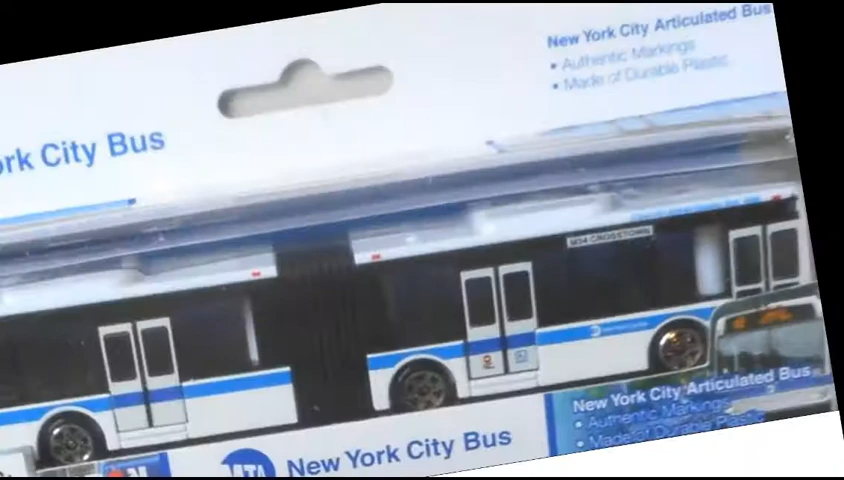 New York City Articulated Bus
• Authentic Markings
• Made of Durable Plastic
rk City Bus
M34 CROSSTOWN
New York City Articulated Bus
• Authentic Markings
• Made of Durable Plastic
MTA New York City Bus